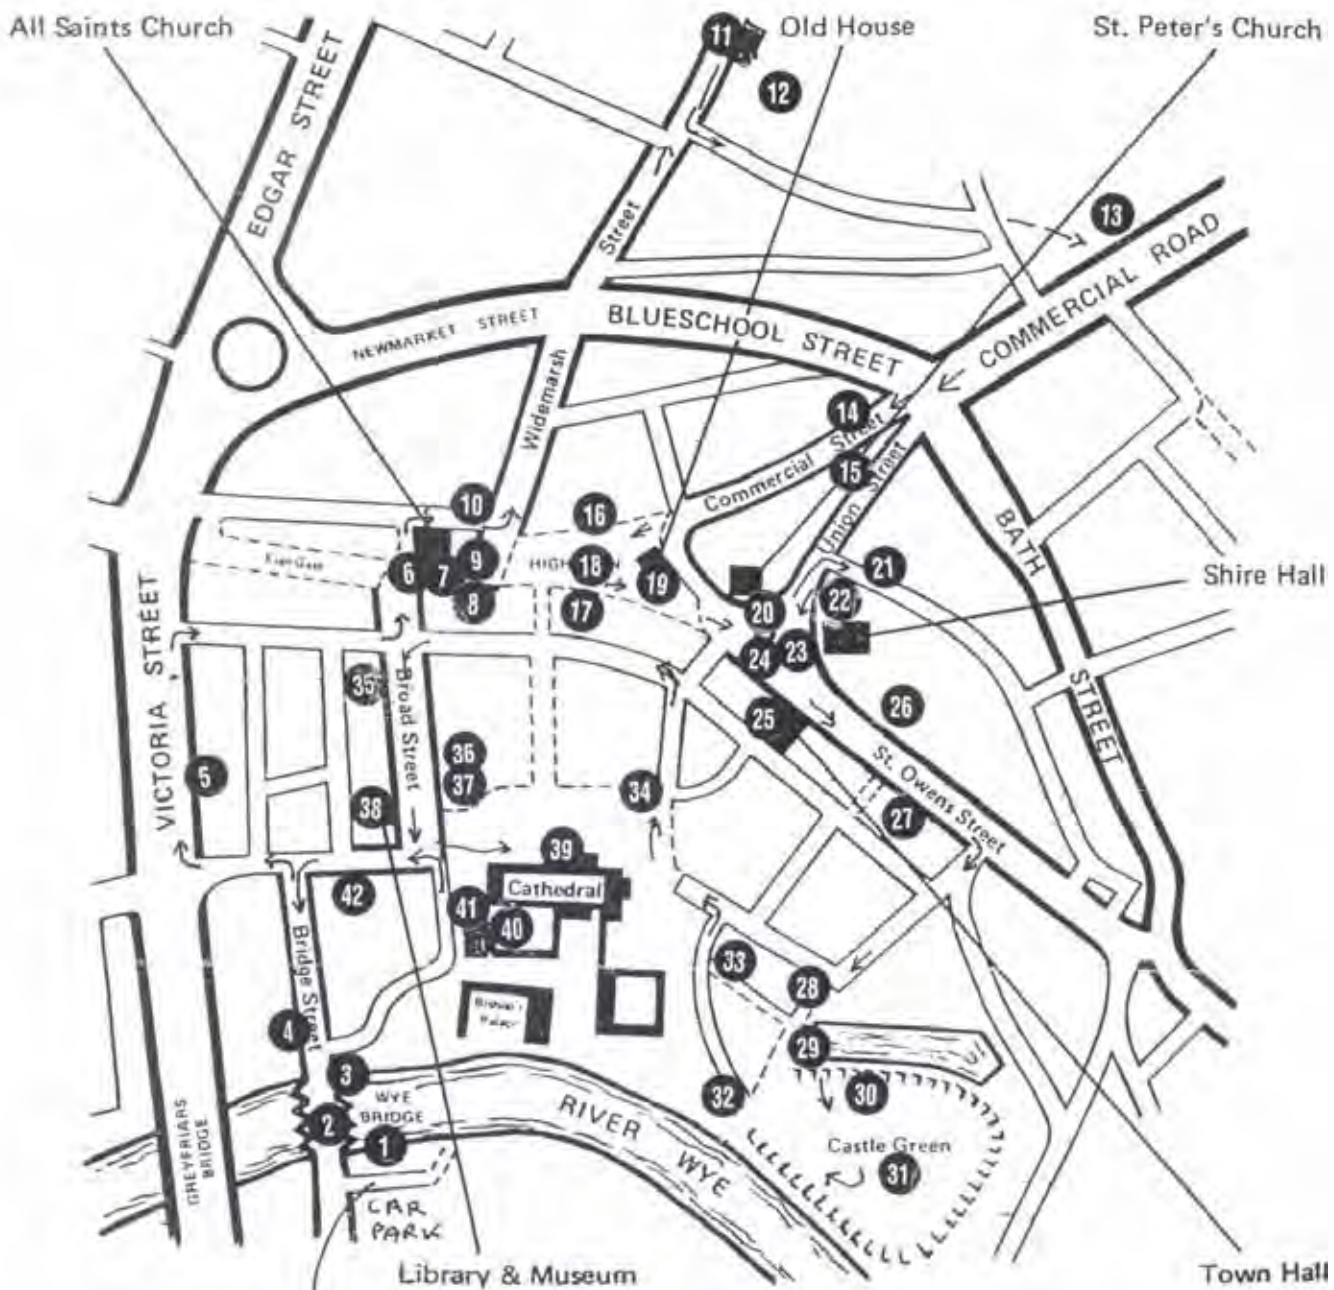 All Saints Church
Old House
St. Peter's Church
11
12
EDGAR STREET
13
Street
COMMERCIAL ROAD
NEWMARKET STREET
BLUESCHOOL STREET
Widemarsh
14
Commercial Street
15
Union Street
BATH STREET
10
16
6
7
9
HIGH
18
19
21
Shire Hall
8
17
20
22
VICTORIA STREET
24
23
35
Broad Street
25
26
5
36
37
38
34
St. Owens Street
27
39
Cathedral
42
41
40
Bridge Street
33
28
Bishop's
4
29
3
WYE
BRIDGE
RIVER WYE
32
30
2
1
GREYFRIARS
BRIDGE
Castle Green
31
CAR
PARK
Library & Museum
Town Hall